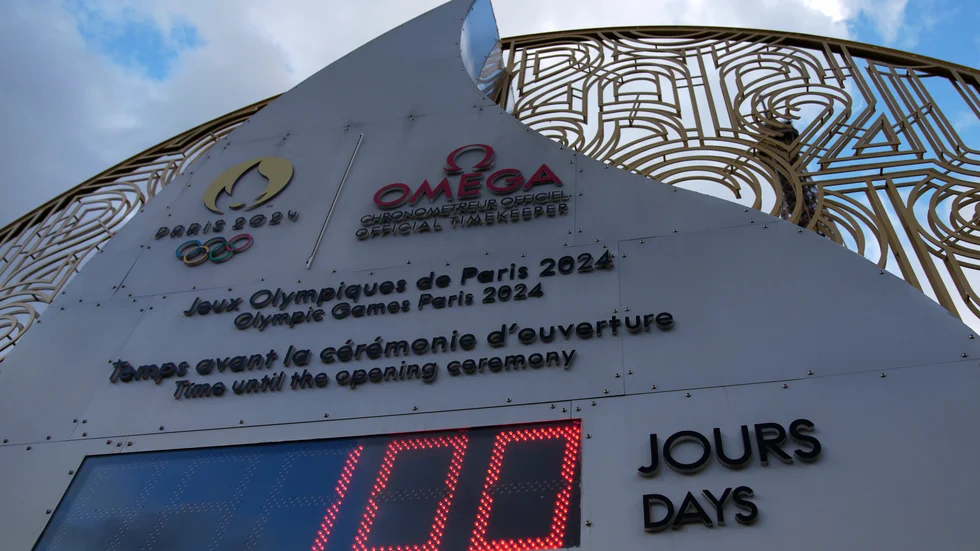 PARIS 2024
Ω OMEGA
CHRONOMÉTREUR OFFICIEL
OFFICIAL TIMEKEEPER
Jeux Olympiques de Paris 2024
Olympic Games Paris 2024
Temps avant la cérémonie d'ouverture
Time until the opening ceremony
100
JOURS
DAYS